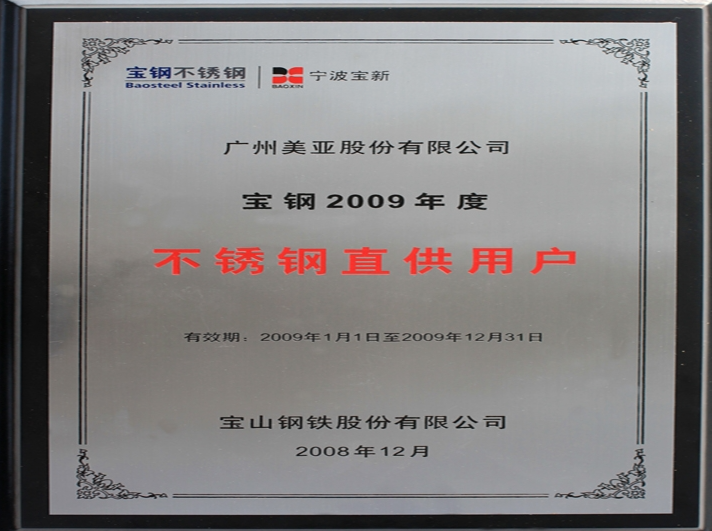 宝钢不锈钢 BAOXIN 宁波宝新
Baosteel Stainless
广州美亚股份有限公司
宝钢2009年度
不锈钢直供用户
有效期：2009年1月1日至2009年12月31日
宝山钢铁股份有限公司
2008年12月